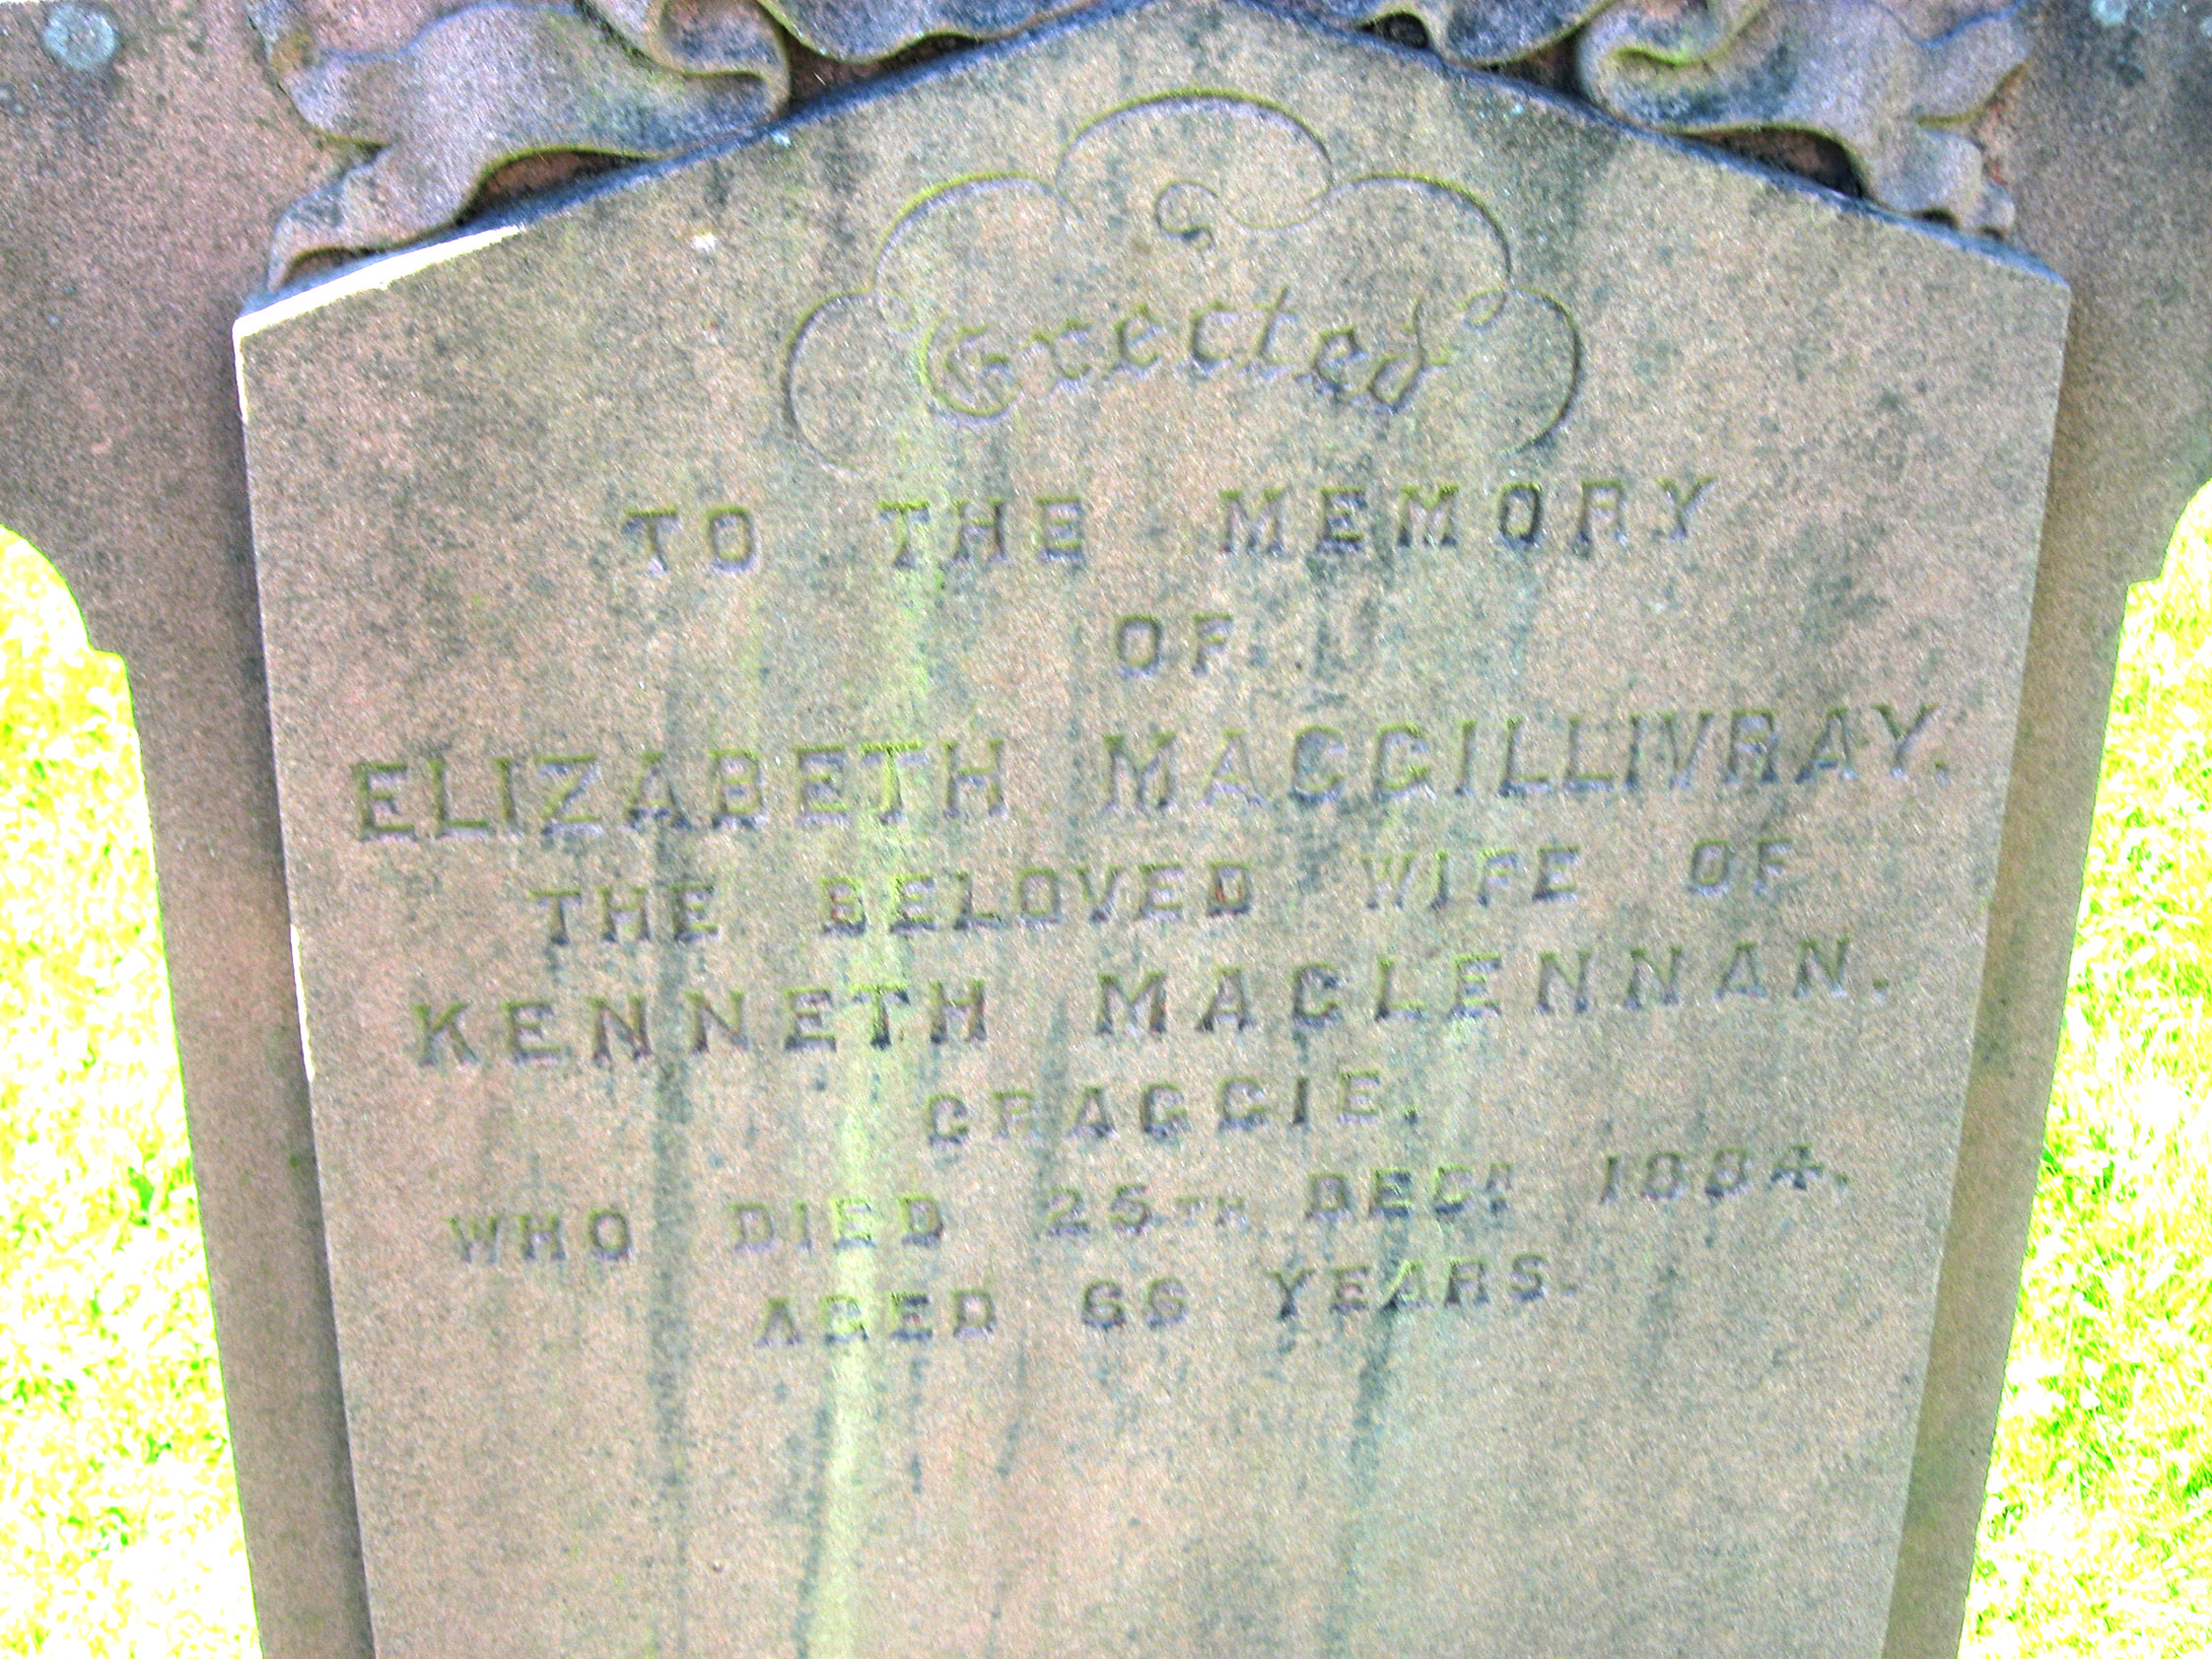 Erected
TO THE MEMORY
OF
ELIZABETH MACGILLIVRAY.
THE BELOVED WIFE OF
KENNETH MACLENNAN.
CRAGGIE.
WHO DIED 25TH DECR 1884.
AGED 66 YEARS.